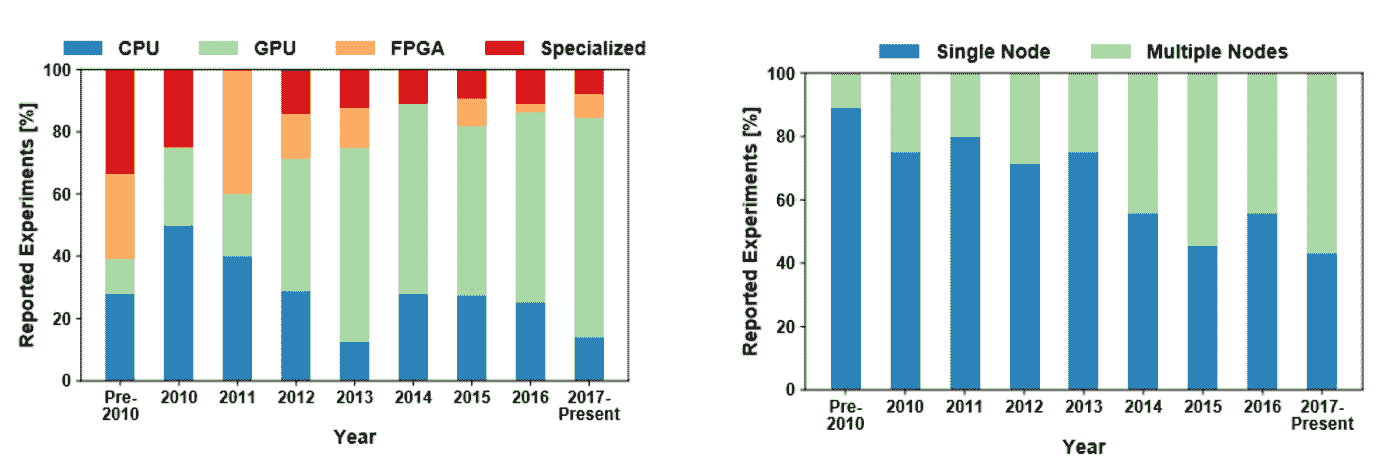 CPU GPU FPGA Specialized
Reported Experiments [%]
100
80
60
40
20
0
Pre-2010 2010 2011 2012 2013 2014 2015 2016 2017-Present
Year
Single Node Multiple Nodes
Reported Experiments [%]
100
80
60
40
20
0
Pre-2010 2010 2011 2012 2013 2014 2015 2016 2017-Present
Year